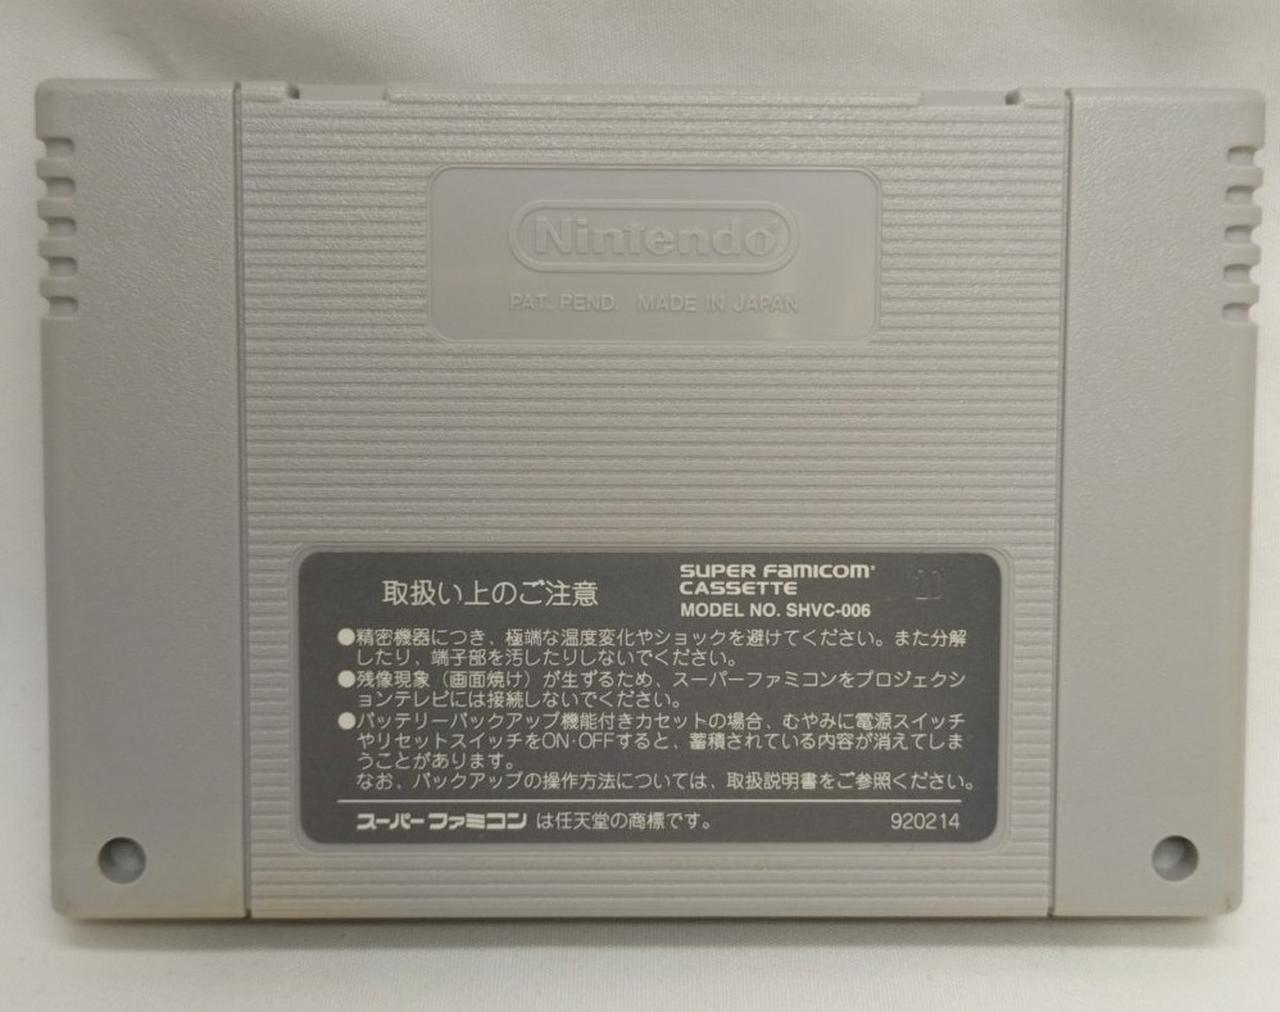 Nintendo®
PAT. PEND. MADE IN JAPAN
取扱い上のご注意
SUPER FAMICOM®
CASSETTE
MODEL NO. SHVC-006
●精密機器につき、極端な温度変化やショックを避けてください。また分解
したり、端子部を汚したりしないでください。
●残像現象（画面焼け）が生ずるため、スーパーファミコンをプロジェクシ
ョンテレビには接続しないでください。
●バッテリーバックアップ機能付きカセットの場合、むやみに電源スイッチ
やリセットスイッチをON·OFFすると、蓄積されている内容が消えてしま
うことがあります。
なお、バックアップの操作方法については、取扱説明書をご参照ください。
スーパーファミコン は任天堂の商標です。
920214